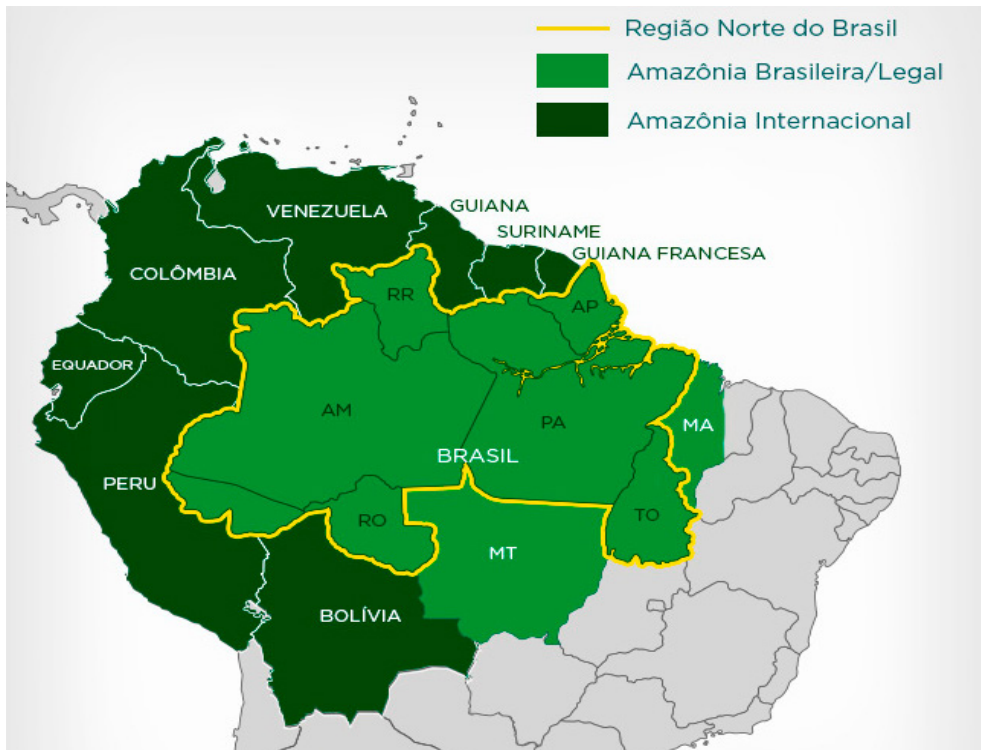 Região Norte do Brasil
Amazônia Brasileira/Legal
Amazônia Internacional
VENEZUELA
GUIANA
SURINAME
GUIANA FRANCESA
COLÔMBIA
RR
AP
EQUADOR
AM
PA
MA
BRASIL
PERU
RO
TO
MT
BOLÍVIA